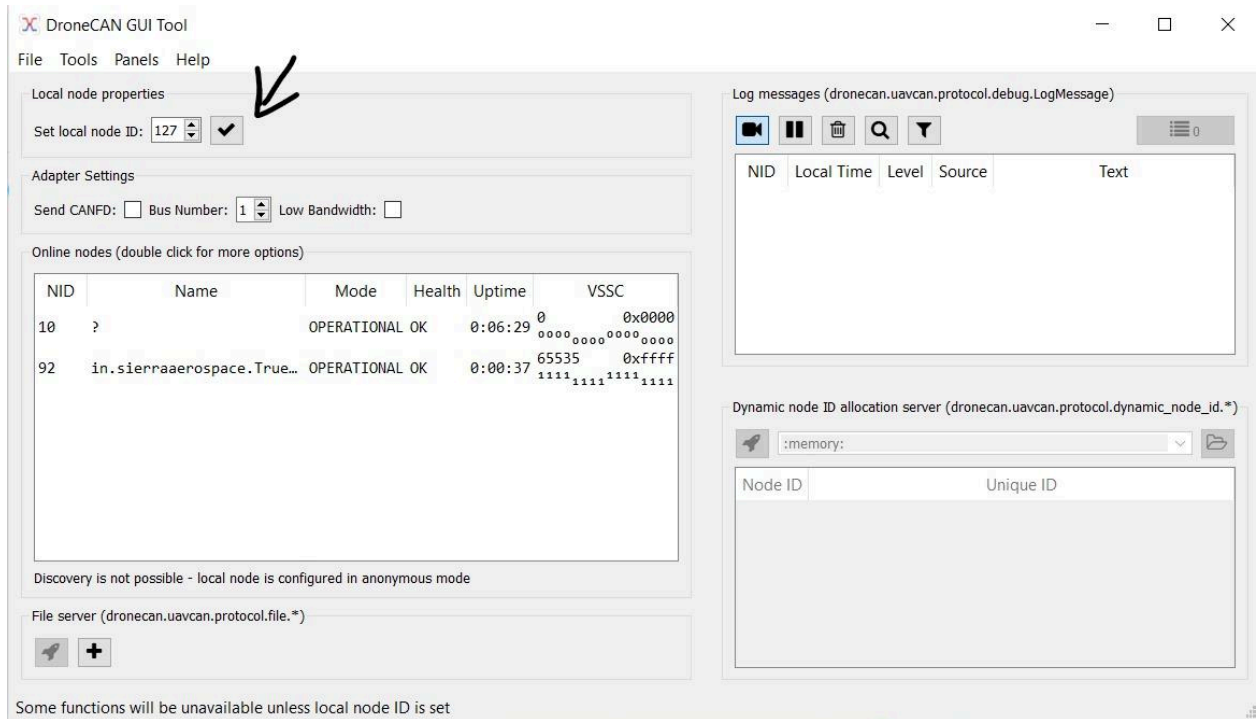 DroneCAN GUI Tool
File Tools Panels Help
Local node properties
Set local node ID: 127
Adapter Settings
Send CANFD: Bus Number: 1 Low Bandwidth:
Online nodes (double click for more options)
NID Name Mode Health Uptime VSSC
10 ? OPERATIONAL OK 0:06:29 0 0x0000
oooo oooo oooo oooo
92 in.sierraaerospace.True... OPERATIONAL OK 0:00:37 65535 0xffff
1111 1111 1111 1111
Discovery is not possible - local node is configured in anonymous mode
File server (dronecan.uavcan.protocol.file.*)
Some functions will be unavailable unless local node ID is set
Log messages (dronecan.uavcan.protocol.debug.LogMessage)
0
NID Local Time Level Source Text
Dynamic node ID allocation server (dronecan.uavcan.protocol.dynamic_node_id.*)
:memory:
Node ID Unique ID